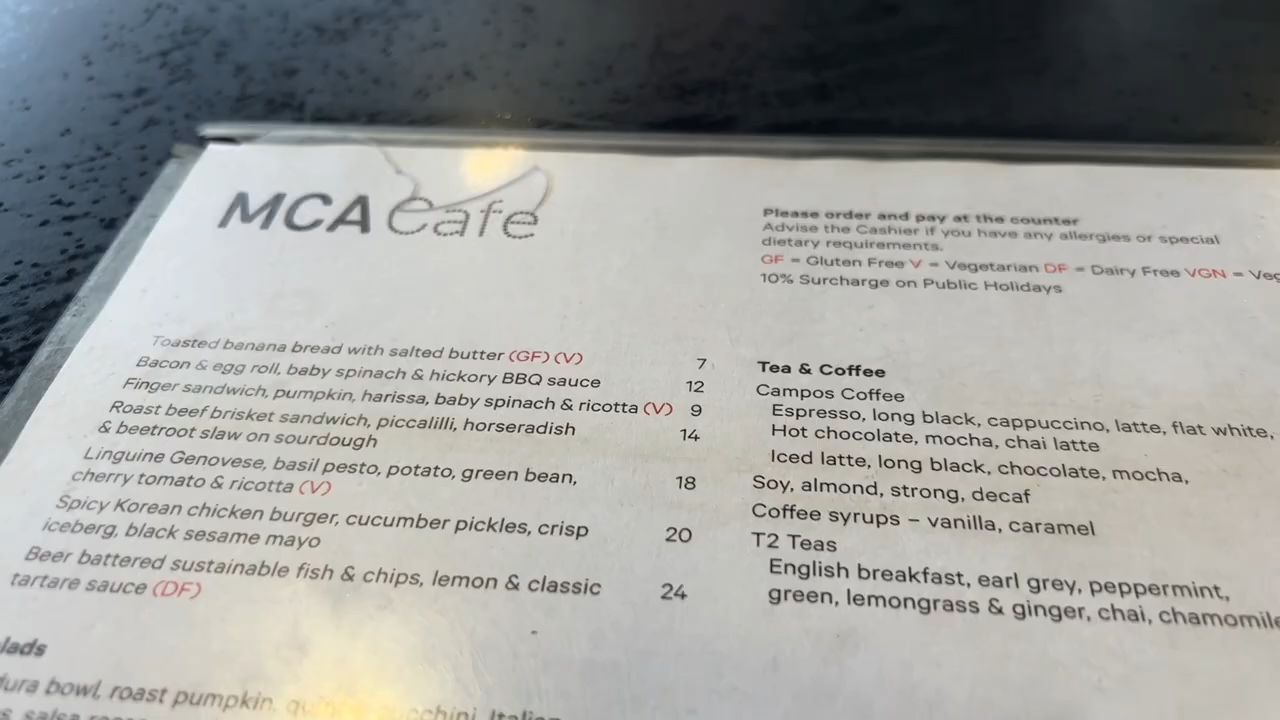 MCA Cafe
Please order and pay at the counter
Advise the Cashier if you have any allergies or special
dietary requirements.
GF = Gluten Free V = Vegetarian DF = Dairy Free VGN =
10% Surcharge on Public Holidays
Toasted banana bread with salted butter (GF) (V) 7
Bacon & egg roll, baby spinach & hickory BBQ sauce 12
Finger sandwich, pumpkin, harissa, baby spinach & ricotta (V) 9
Roast beef brisket sandwich, piccalilli, horseradish
& beetroot slaw on sourdough 14
Linguine Genovese, basil pesto, potato, green bean,
cherry tomato & ricotta (V) 18
Spicy Korean chicken burger, cucumber pickles, crisp
iceberg, black sesame mayo 20
Beer battered sustainable fish & chips, lemon & classic
tartare sauce (DF) 24
bowl, roast pumpkin,
Tea & Coffee
Campos Coffee
Espresso, long black, cappuccino, latte, flat white,
Hot chocolate, mocha, chai latte
Iced latte, long black, chocolate, mocha,
Soy, almond, strong, decaf
Coffee syrups – vanilla, caramel
T2 Teas
English breakfast, earl grey, peppermint,
green, lemongrass & ginger, chai, chamomile